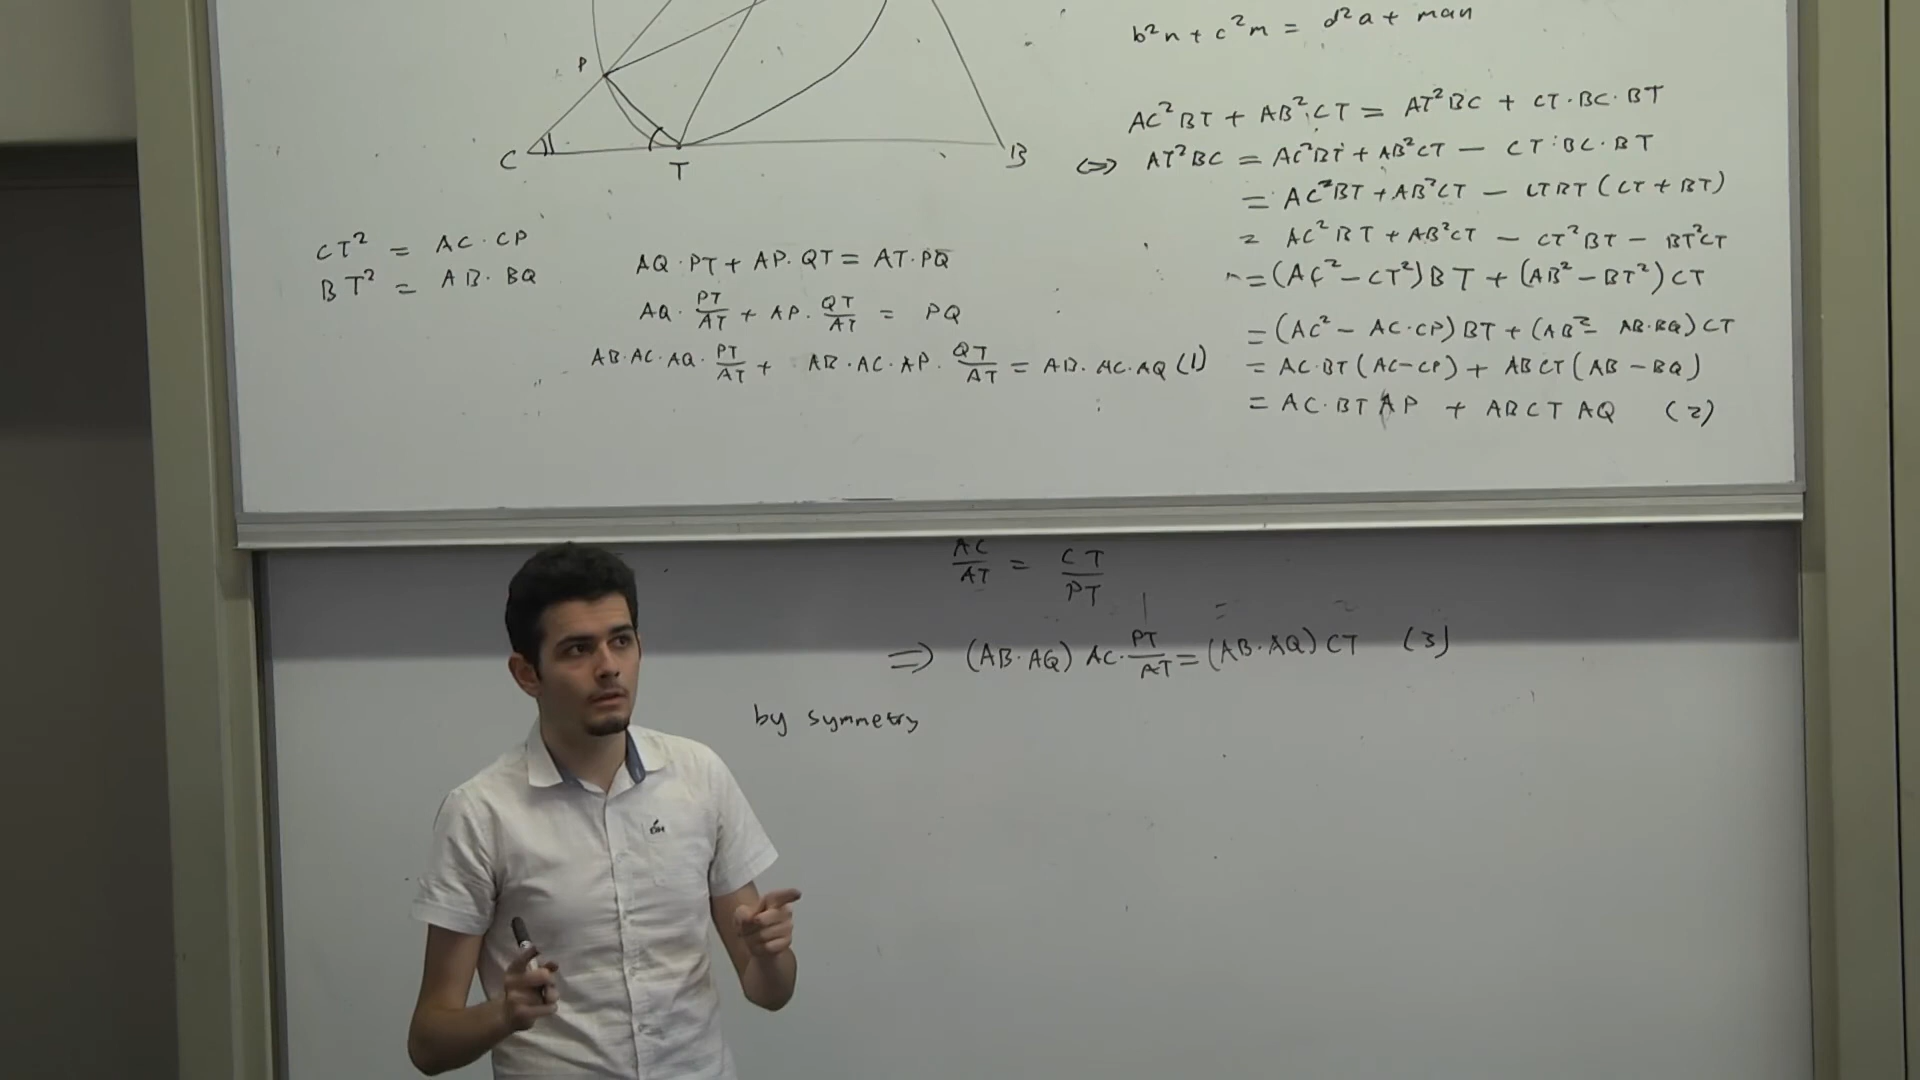 b²n + c²m = d²a + man
P
C
T
B
AC²BT + AB²CT = AT²BC + CT·BC·BT
⇔ AT²BC = AC²BT + AB²CT − CT·BC·BT
= AC²BT + AB²CT − CTBT(CT + BT)
= AC²BT + AB²CT − CT²BT − BT²CT
= (AC² − CT²)BT + (AB² − BT²)CT
= (AC² − AC·CP)BT + (AB² − AB·BQ)CT
= AC·BT(AC−CP) + ABCT(AB − BQ)
= AC·BT AP + ABCT AQ (2)
CT² = AC·CP
BT² = AB·BQ
AQ·PT + AP·QT = AT·PQ
AQ·PT/AT + AP·QT/AT = PQ
AB·AC·AQ·PT/AT + AB·AC·AP·QT/AT = AB·AC·AQ (1)
AC/AT = CT/PT
⇒ (AB·AQ) AC·PT/AT = (AB·AQ)CT (3)
by symmetry